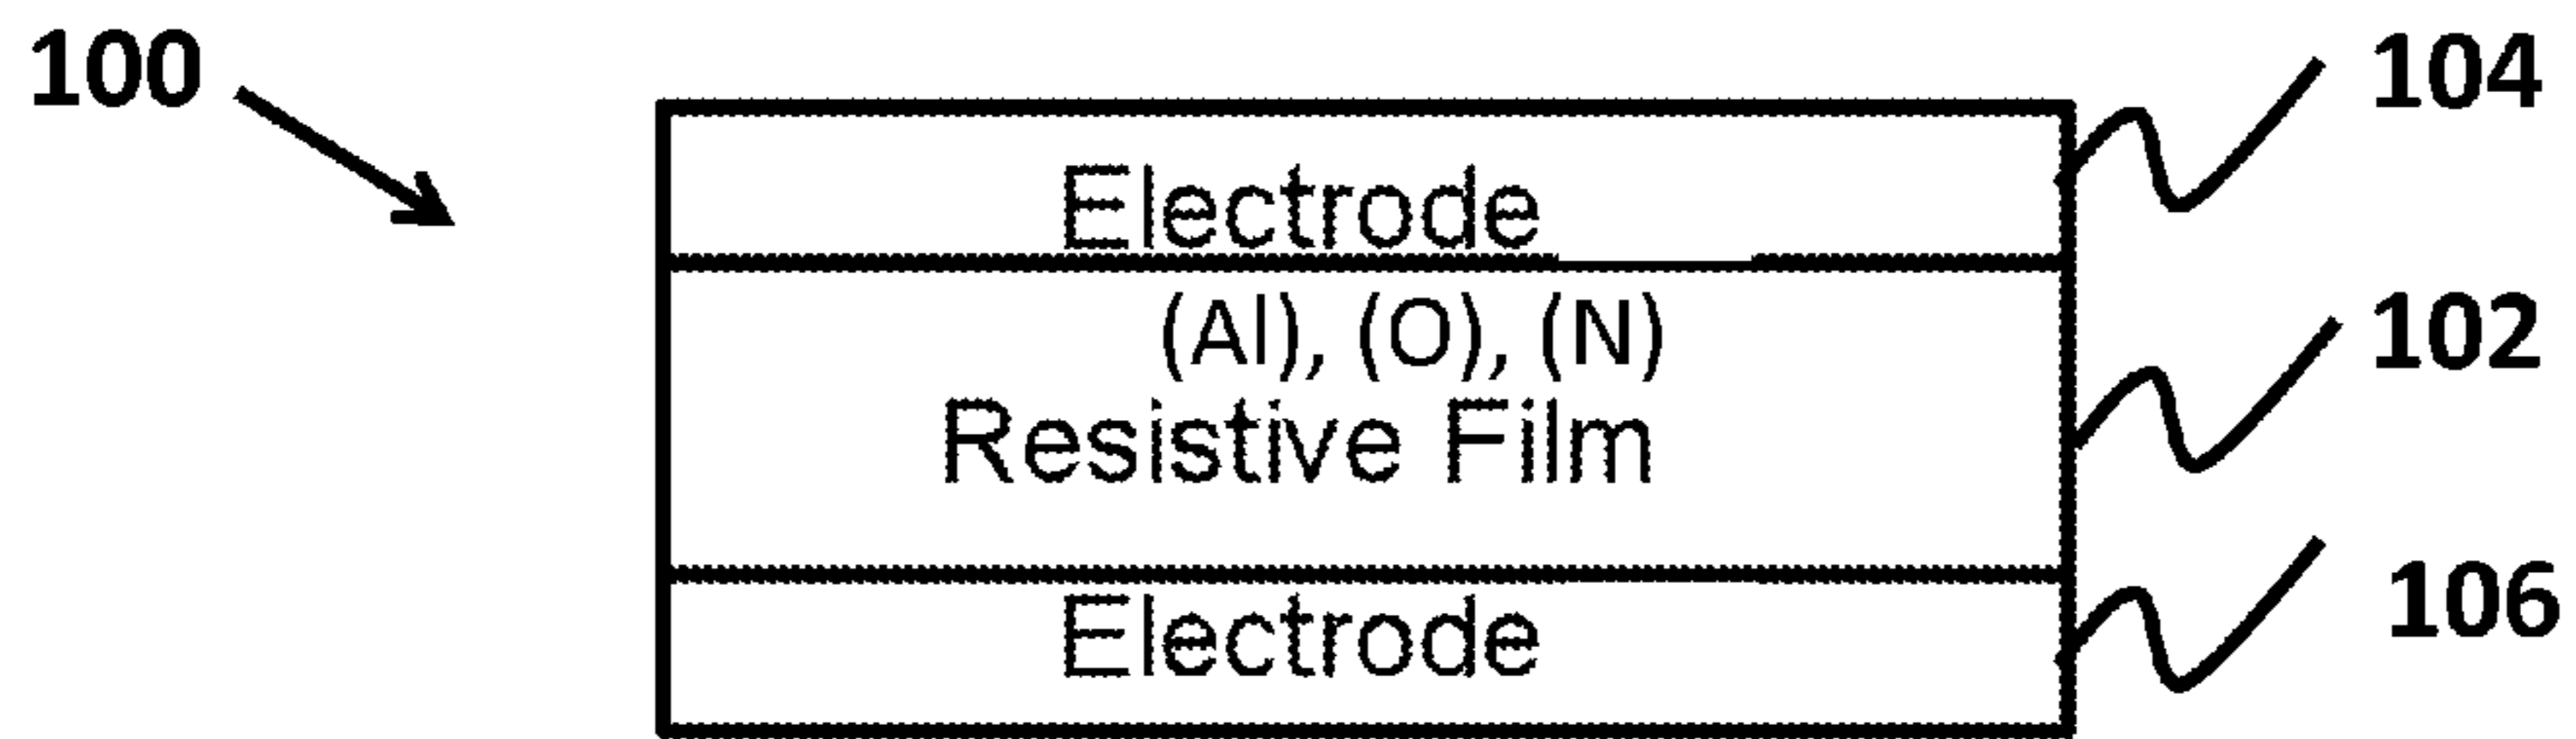 100
104
Electrode
(Al), (O), (N)
102
Resistive Film
106
Electrode